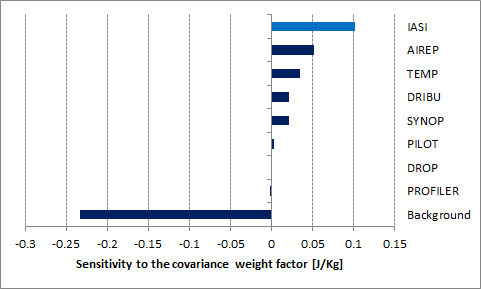 IASI
AIREP
TEMP
DRIBU
SYNOP
PILOT
DROP
PROFILER
Background
-0.3 -0.25 -0.2 -0.15 -0.1 -0.05 0 0.05 0.1 0.15
Sensitivity to the covariance weight factor [J/Kg]